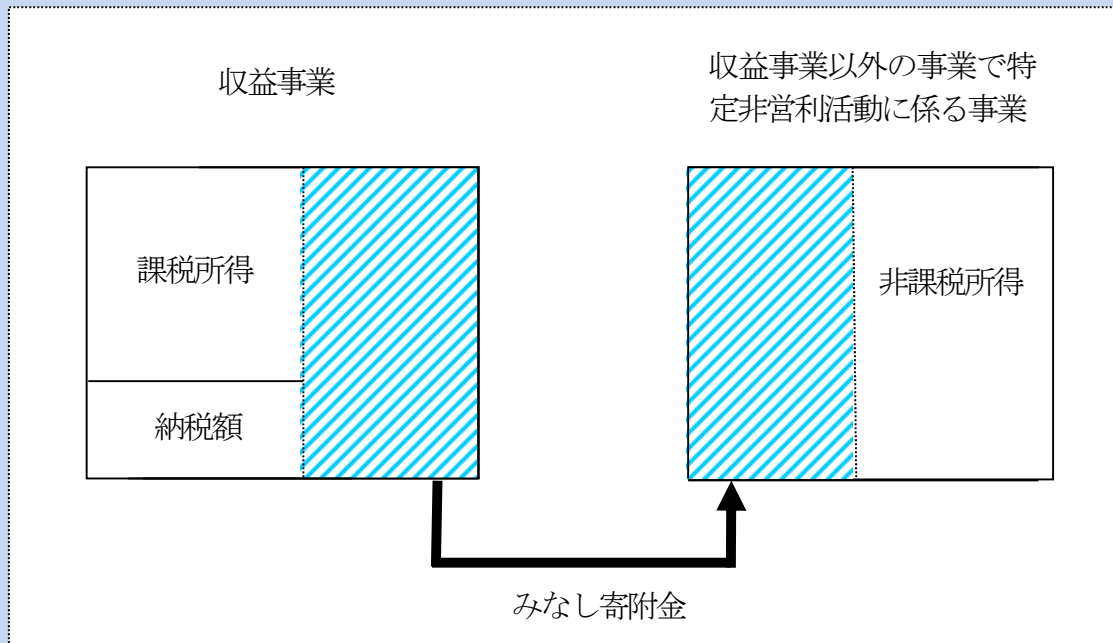 収益事業
収益事業以外の事業で特
定非営利活動に係る事業
課税所得
納税額
非課税所得
みなし寄附金